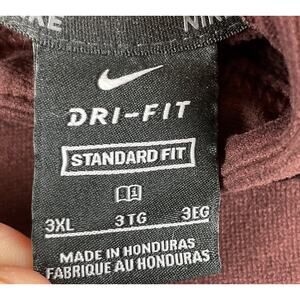 NIKE
DRI-FIT
STANDARD FIT
3XL 3TG 3EG
MADE IN HONDURAS
FABRIQUÉ AU HONDURAS